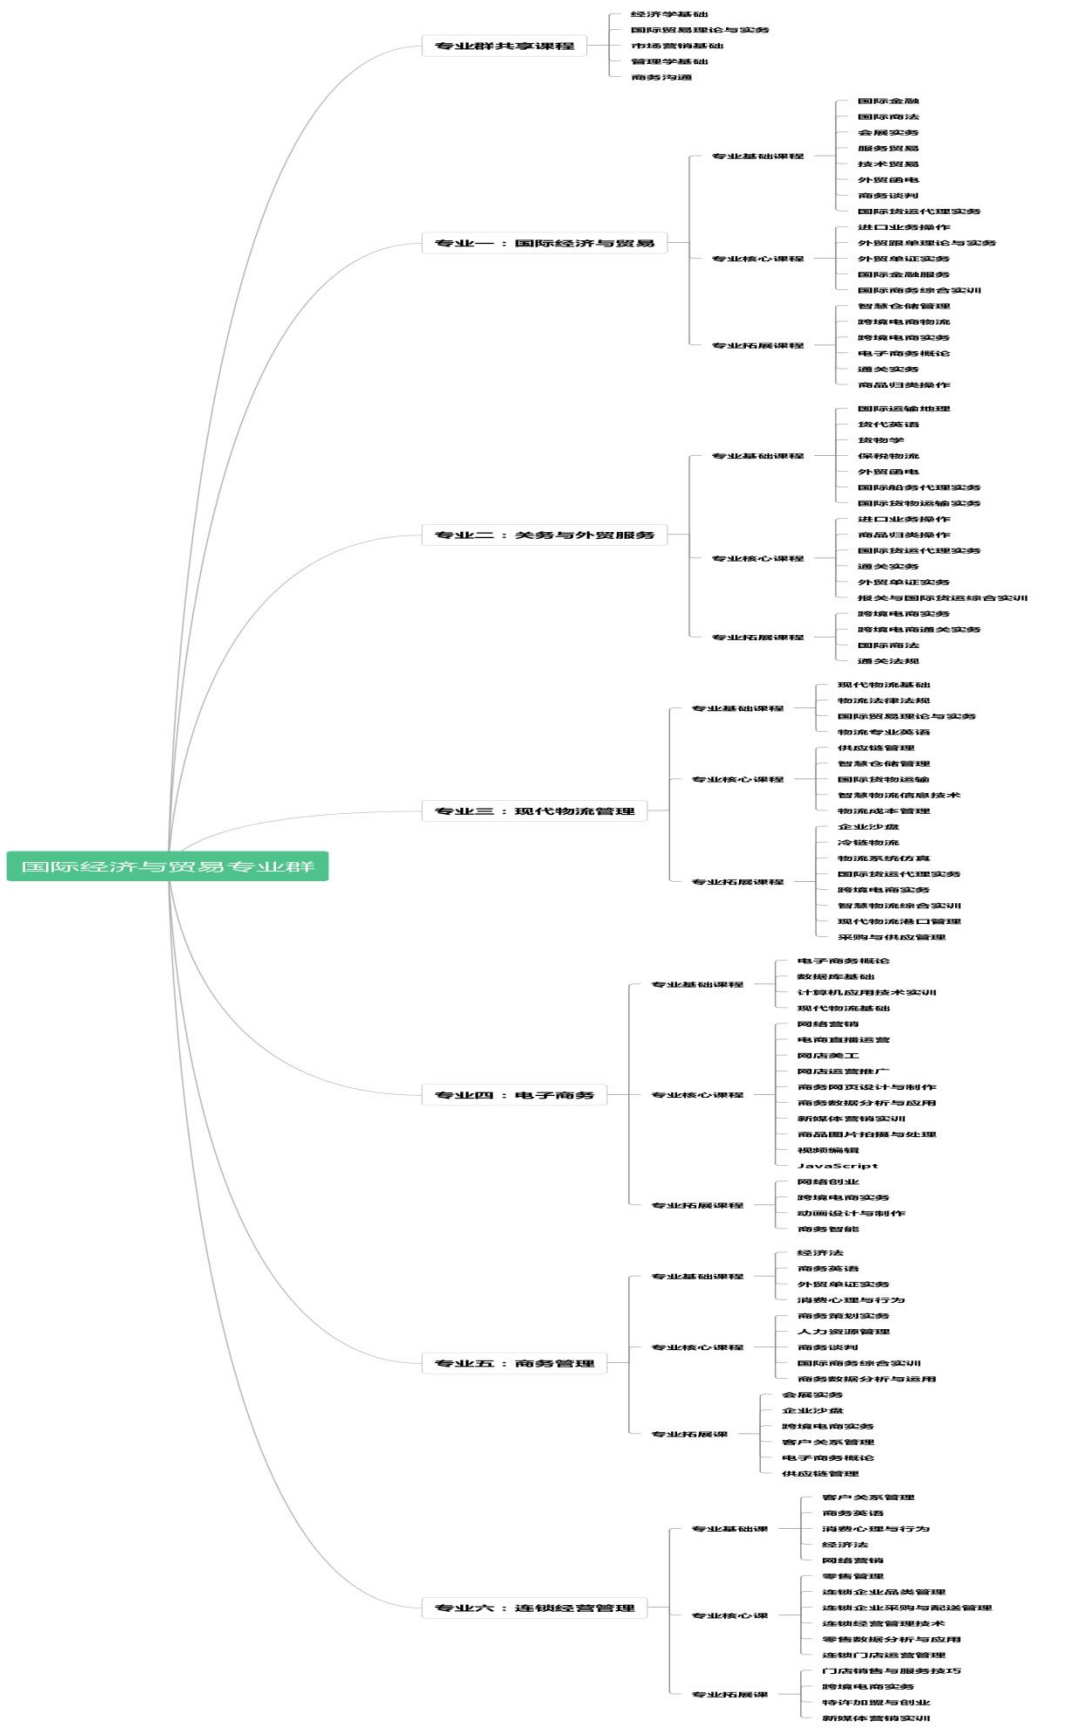 国际经济与贸易专业群
专业群共享课程
经济学基础
国际贸易理论与实务
市场营销基础
管理学基础
商务沟通
专业一：国际经济与贸易
专业基础课程
国际金融
国际商法
会展实务
服务贸易
技术贸易
外贸函电
商务谈判
国际货运代理实务
专业核心课程
进口业务操作
外贸跟单理论与实务
外贸单证实务
国际金融服务
国际商务综合实训
专业拓展课程
智慧仓储管理
跨境电商物流
跨境电商实务
电子商务概论
通关实务
商品归类操作
专业二：关务与外贸服务
专业基础课程
国际运输地理
货代英语
货物学
保税物流
外贸函电
国际船务代理实务
国际货物运输实务
专业核心课程
进口业务操作
商品归类操作
国际货运代理实务
通关实务
外贸单证实务
报关与国际货运综合实训
专业拓展课程
跨境电商实务
跨境电商通关实务
国际商法
通关法规
专业三：现代物流管理
专业基础课程
现代物流基础
物流法律法规
国际贸易理论与实务
物流专业英语
专业核心课程
供应链管理
智慧仓储管理
国际货物运输
智慧物流信息技术
物流成本管理
专业拓展课程
企业沙盘
冷链物流
物流系统仿真
国际货运代理实务
跨境电商实务
智慧物流综合实训
现代物流港口管理
采购与供应管理
专业四：电子商务
专业基础课程
电子商务概论
数据库基础
计算机应用技术实训
现代物流基础
专业核心课程
网络营销
电商直播运营
网店美工
网店运营推广
商务网页设计与制作
商务数据分析与应用
新媒体营销实训
商品图片拍摄与处理
视频编辑
JavaScript
专业拓展课程
网络创业
跨境电商实务
动画设计与制作
商务智能
专业五：商务管理
专业基础课程
经济法
商务英语
外贸单证实务
消费心理与行为
专业核心课程
商务策划实务
人力资源管理
商务谈判
国际商务综合实训
商务数据分析与运用
专业拓展课
会展实务
企业沙盘
跨境电商实务
客户关系管理
电子商务概论
供应链管理
专业六：连锁经营管理
专业基础课
客户关系管理
商务英语
消费心理与行为
经济法
网络营销
专业核心课
零售管理
连锁企业品类管理
连锁企业采购与配送管理
连锁经营管理技术
零售数据分析与应用
连锁门店运营管理
专业拓展课
门店销售与服务技巧
跨境电商实务
特许加盟与创业
新媒体营销实训